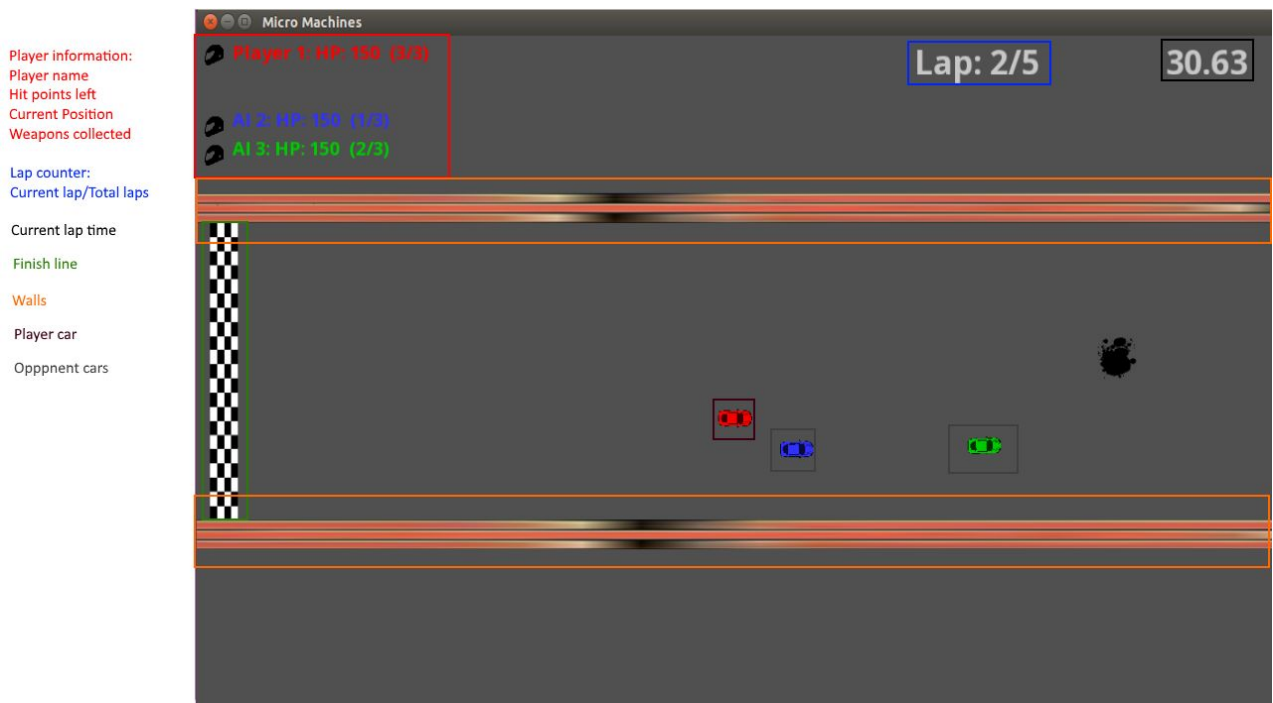 Micro Machines
Player information:
Player name
Hit points left
Current Position
Weapons collected
Lap counter:
Current lap/Total laps
Current lap time
Finish line
Walls
Player car
Opppnent cars
Player 1: HP: 150 (3/3)
AI 2: HP: 150 (1/3)
AI 3: HP: 150 (2/3)
Lap: 2/5
30.63